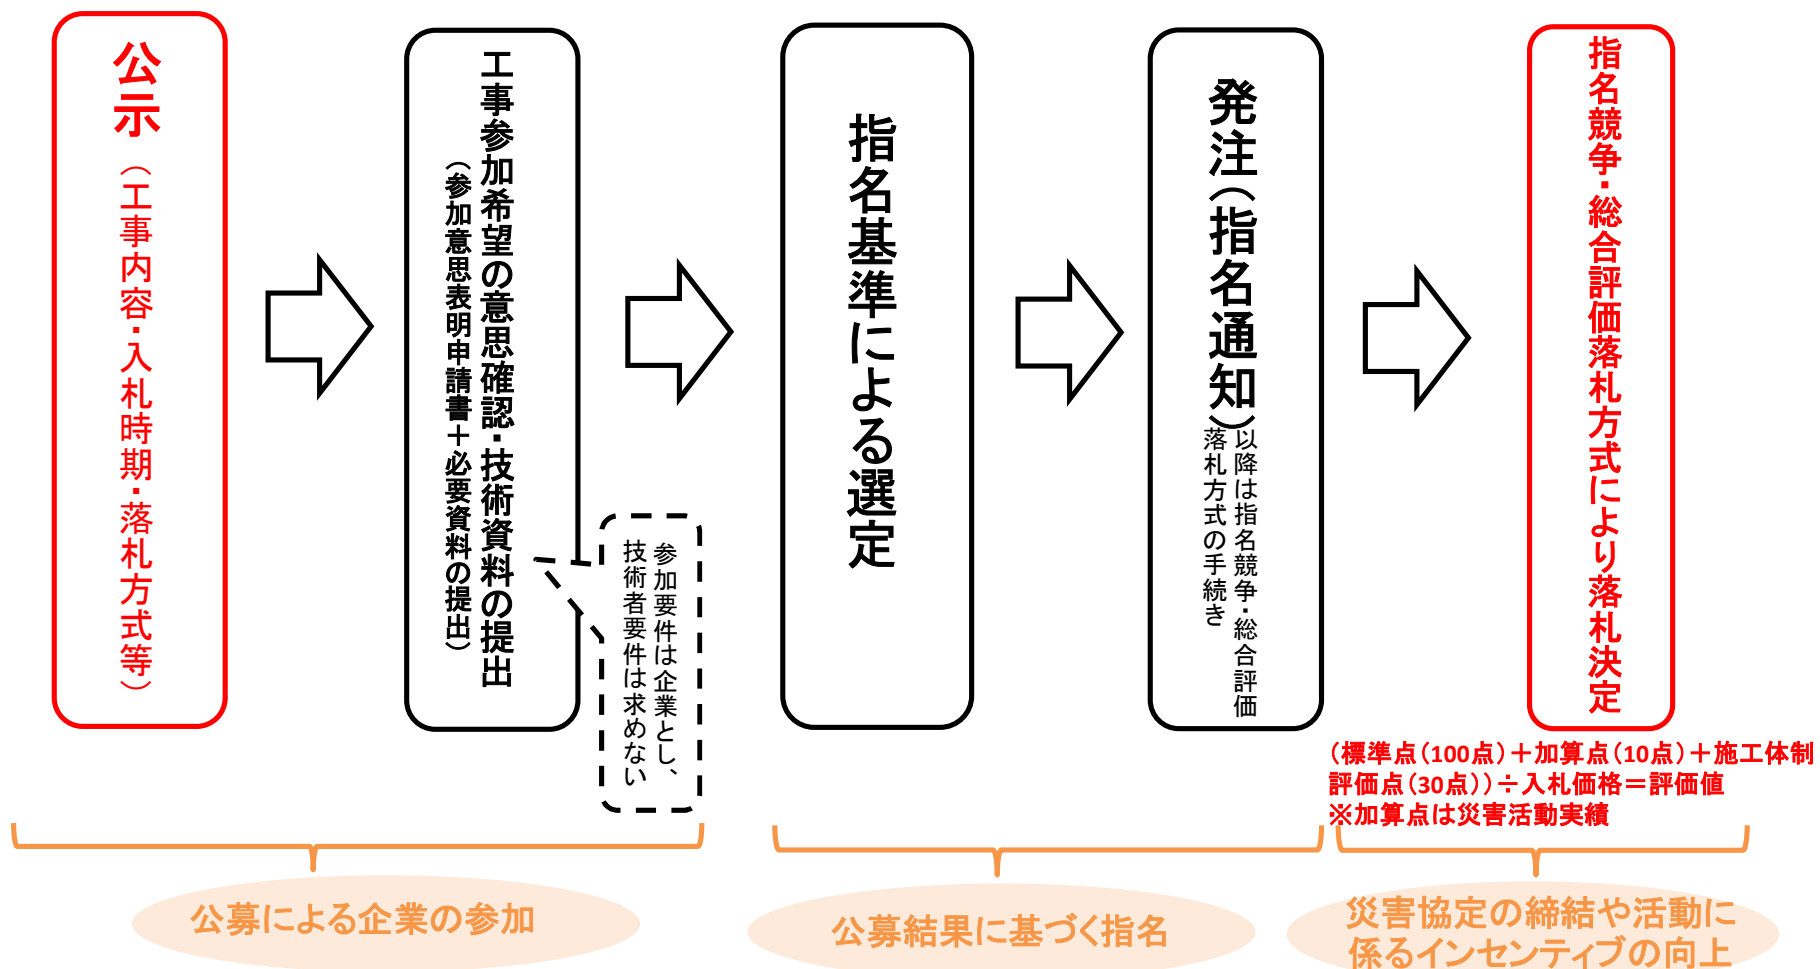 公示（工事内容・入札時期・落札方式等）
工事参加希望の意思確認・技術資料の提出
（参加意思表明申請書＋必要資料の提出）
参加要件は企業とし、
技術者要件は求めない
指名基準による選定
発注（指名通知）
以降は指名競争・総合評価
落札方式の手続き
指名競争・総合評価落札方式により落札決定
（標準点（100点）＋加算点（10点）＋施工体制
評価点（30点））÷入札価格＝評価値
※加算点は災害活動実績
公募による企業の参加
公募結果に基づく指名
災害協定の締結や活動に
係るインセンティブの向上